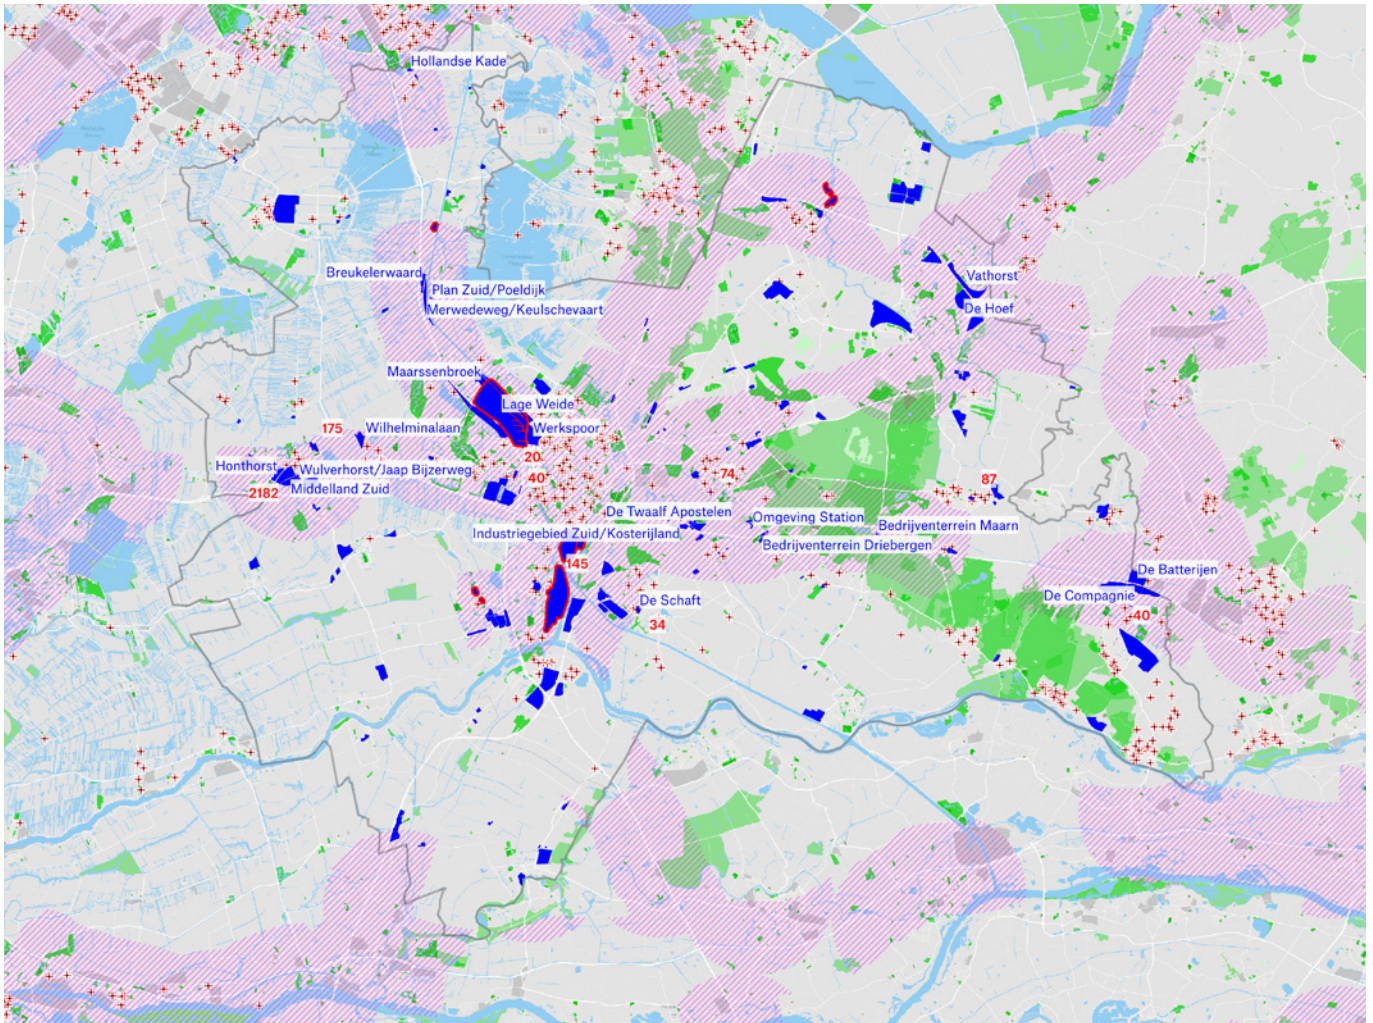 Hollandse Kade
Breukelerwaard
Vathorst
Plan Zuid/Poeldijk
Merwedeweg/Keulschevaart
De Hoef
Maarssenbroek
Lage Weide
175
Wilhelminalaan
Werkspoor
20
Honthorst
Wulverhorst/Jaap Bijzerweg
40
74
87
2182
Middelland Zuid
De Twaalf Apostelen
Omgeving Station
Bedrijventerrein Maarn
Industriegebied Zuid/Kosterijland
Bedrijventerrein Driebergen
145
De Batterijen
De Schaft
De Compagnie
40
34